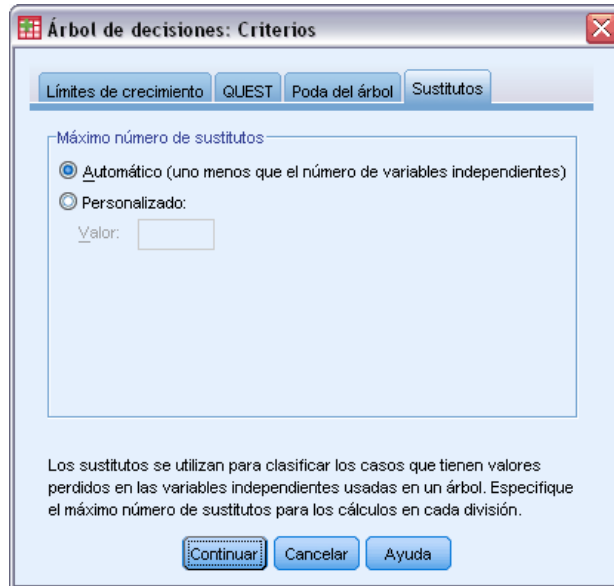 Árbol de decisiones: Criterios
Límites de crecimiento QUEST Poda del árbol Sustitutos
Máximo número de sustitutos
Automático (uno menos que el número de variables independientes)
Personalizado:
Valor:
Los sustitutos se utilizan para clasificar los casos que tienen valores
perdidos en las variables independientes usadas en un árbol. Especifique
el máximo número de sustitutos para los cálculos en cada división.
Continuar Cancelar Ayuda